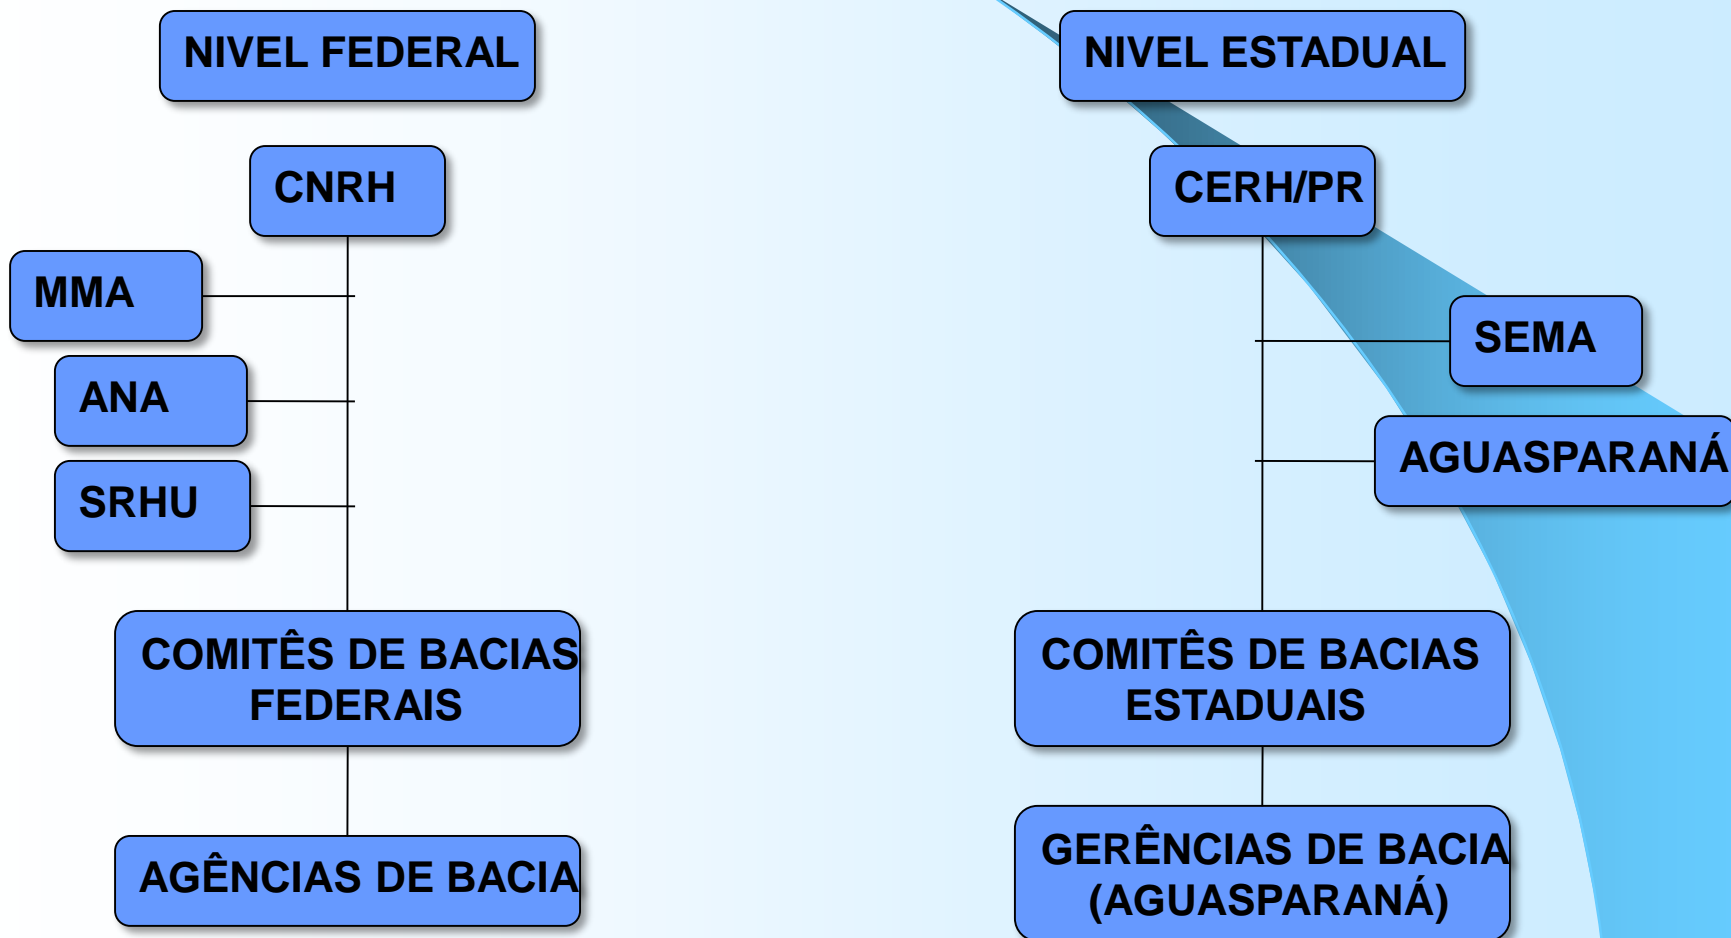 NIVEL FEDERAL
CNRH
MMA
ANA
SRHU
COMITÊS DE BACIAS
FEDERAIS
AGÊNCIAS DE BACIA
NIVEL ESTADUAL
CERH/PR
SEMA
AGUASPARANÁ
COMITÊS DE BACIAS
ESTADUAIS
GERÊNCIAS DE BACIA
(AGUASPARANÁ)